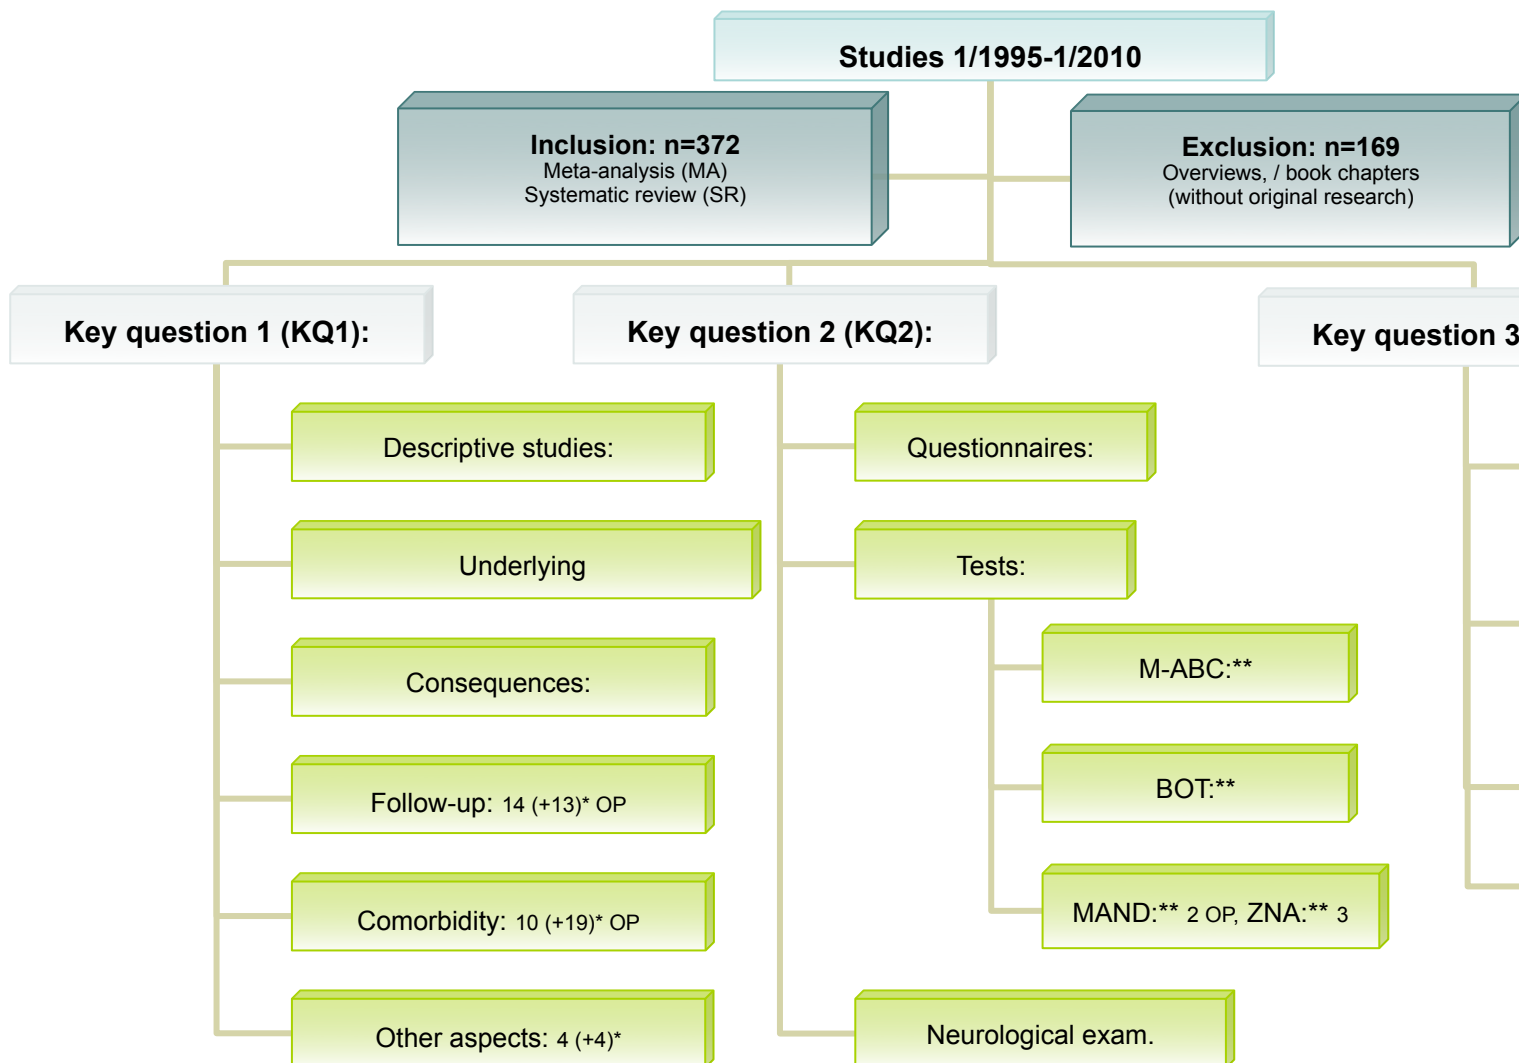 Studies 1/1995-1/2010
Inclusion: n=372
Meta-analysis (MA)
Systematic review (SR)
Exclusion: n=169
Overviews, / book chapters
(without original research)
Key question 1 (KQ1):
Key question 2 (KQ2):
Key question 3
Descriptive studies:
Underlying
Consequences:
Follow-up: 14 (+13)* OP
Comorbidity: 10 (+19)* OP
Other aspects: 4 (+4)*
Questionnaires:
Tests:
M-ABC:**
BOT:**
MAND:** 2 OP, ZNA:** 3
Neurological exam.